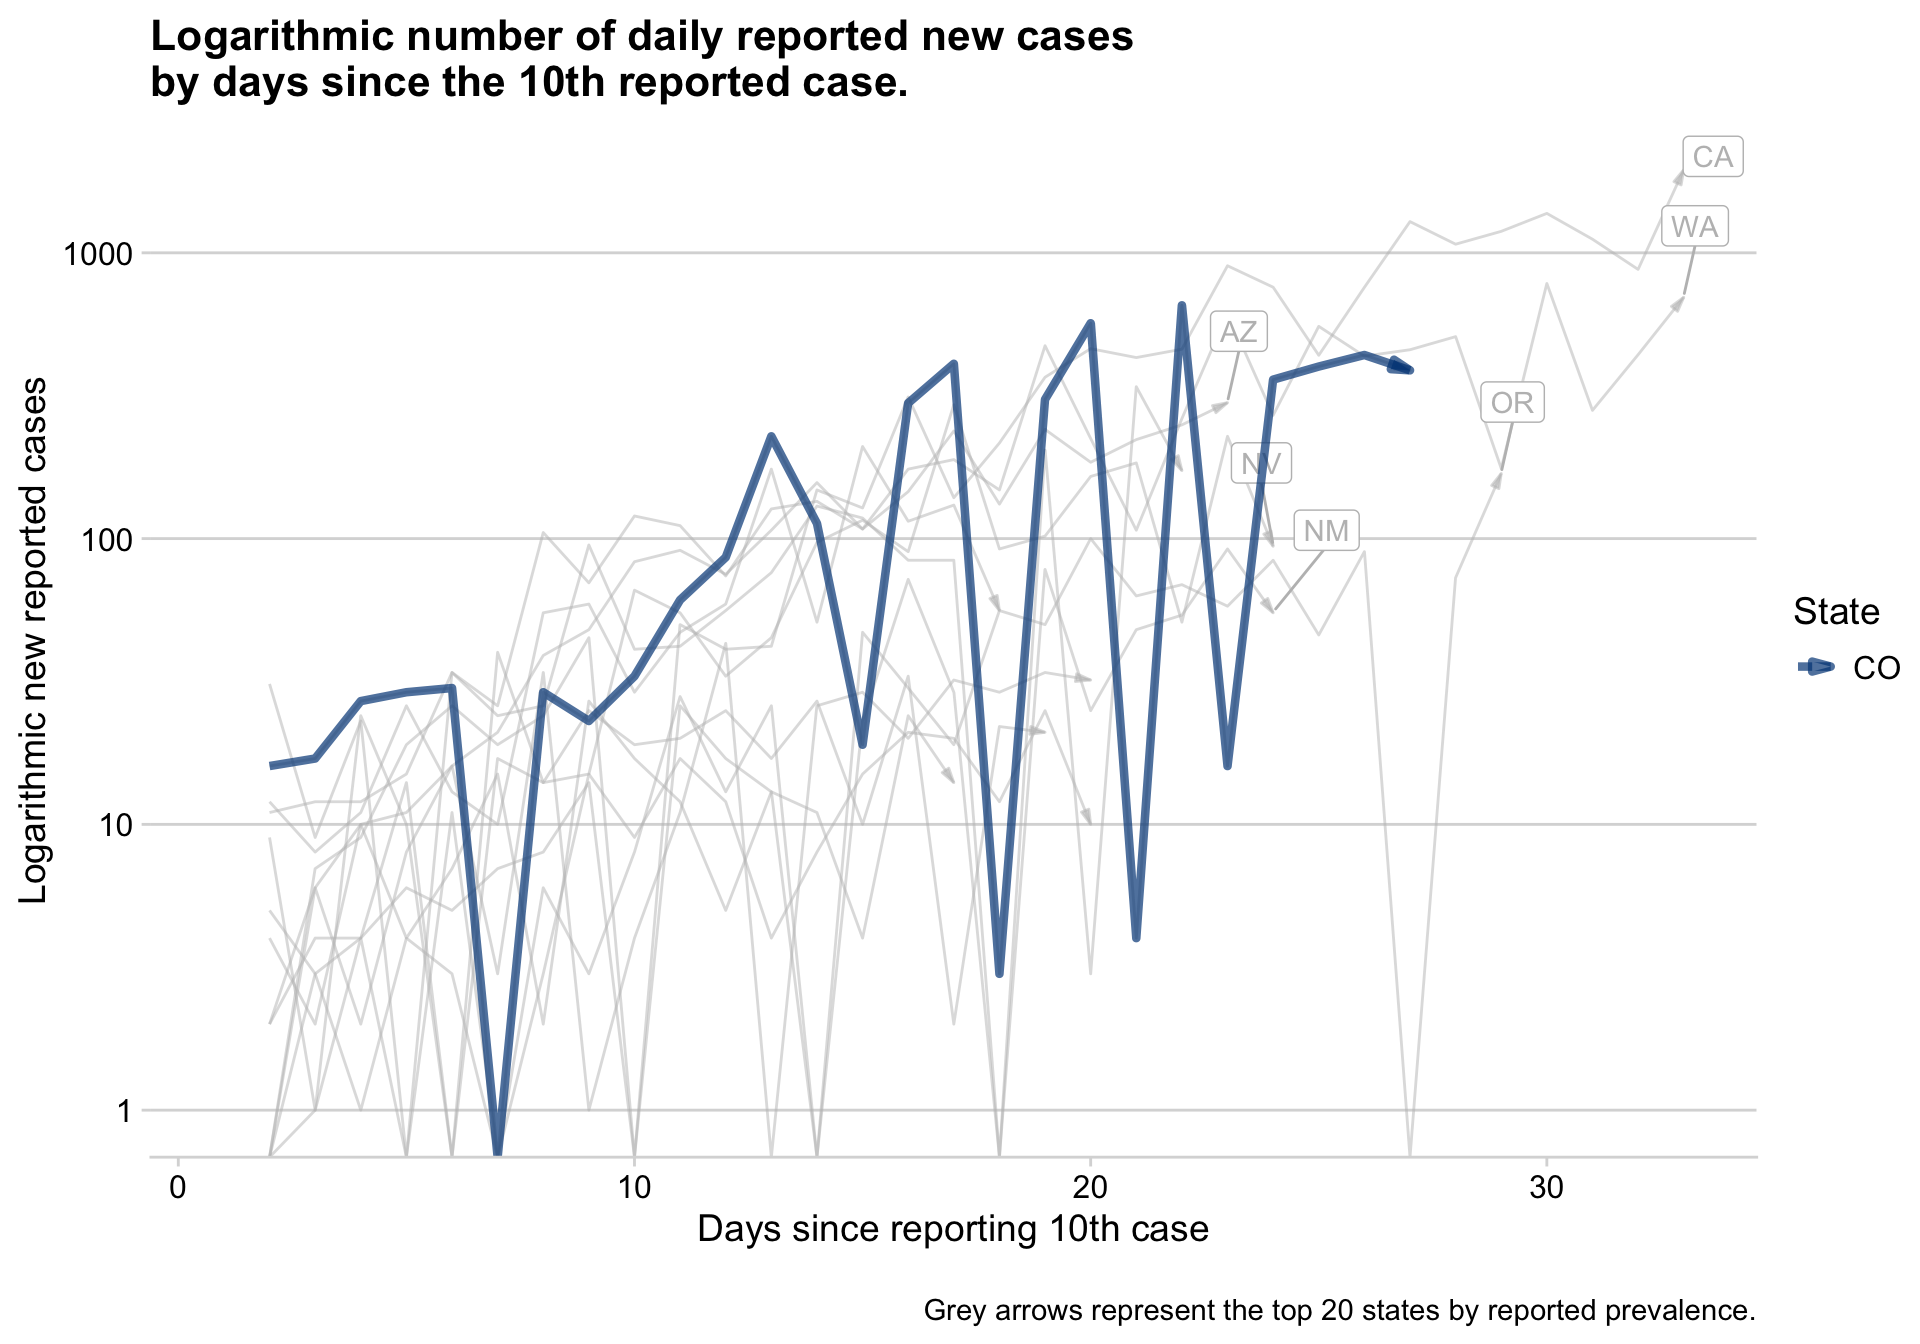 Logarithmic number of daily reported new cases
by days since the 10th reported case.
CA
WA
1000
AZ
OR
NV
NM
100
10
1
Logarithmic new reported cases
State
CO
0
10
20
30
Days since reporting 10th case
Grey arrows represent the top 20 states by reported prevalence.